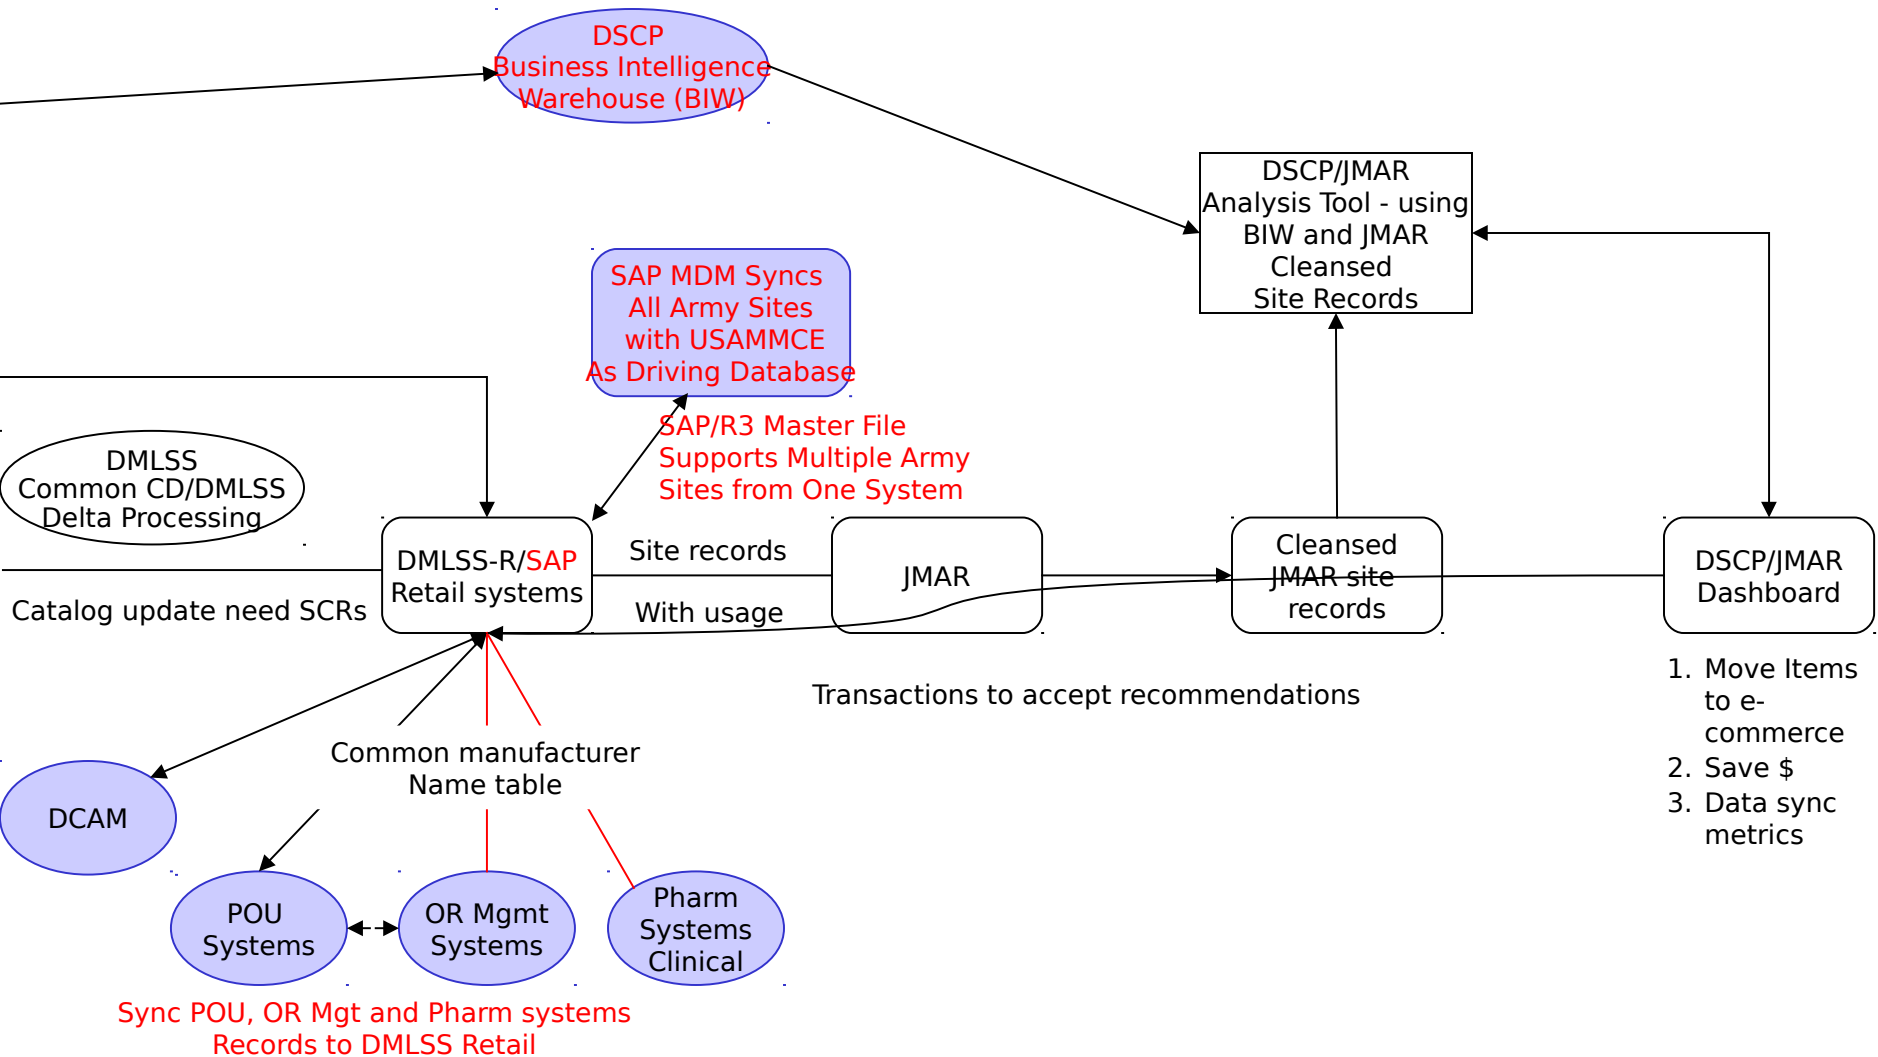 DSCP
Business Intelligence
Warehouse (BIW)
DSCP/JMAR
Analysis Tool - using
BIW and JMAR
Cleansed
Site Records
SAP MDM Syncs
All Army Sites
with USAMMCE
As Driving Database
SAP/R3 Master File
Supports Multiple Army
Sites from One System
DMLSS
Common CD/DMLSS
Delta Processing
DMLSS-R/SAP
Retail systems
Site records
With usage
JMAR
Cleansed
JMAR site
records
DSCP/JMAR
Dashboard
Catalog update need SCRs
Transactions to accept recommendations
1. Move Items
to e-
commerce
2. Save $
3. Data sync
metrics
Common manufacturer
Name table
DCAM
POU
Systems
OR Mgmt
Systems
Pharm
Systems
Clinical
Sync POU, OR Mgt and Pharm systems
Records to DMLSS Retail